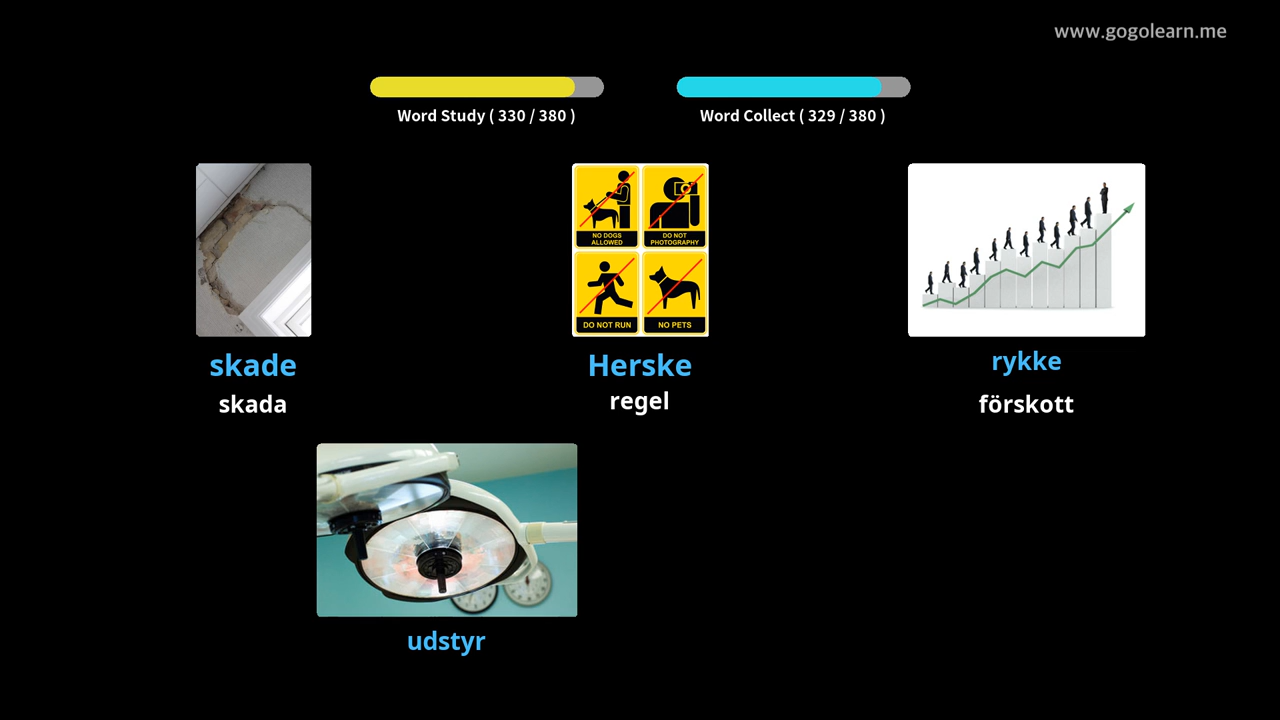 www.gogolearn.me
Word Study ( 330 / 380 )
Word Collect ( 329 / 380 )
NO DOGS
ALLOWED
DO NOT
PHOTOGRAPHY
DO NOT RUN
NO PETS
skade
Herske
rykke
skada
regel
förskott
udstyr